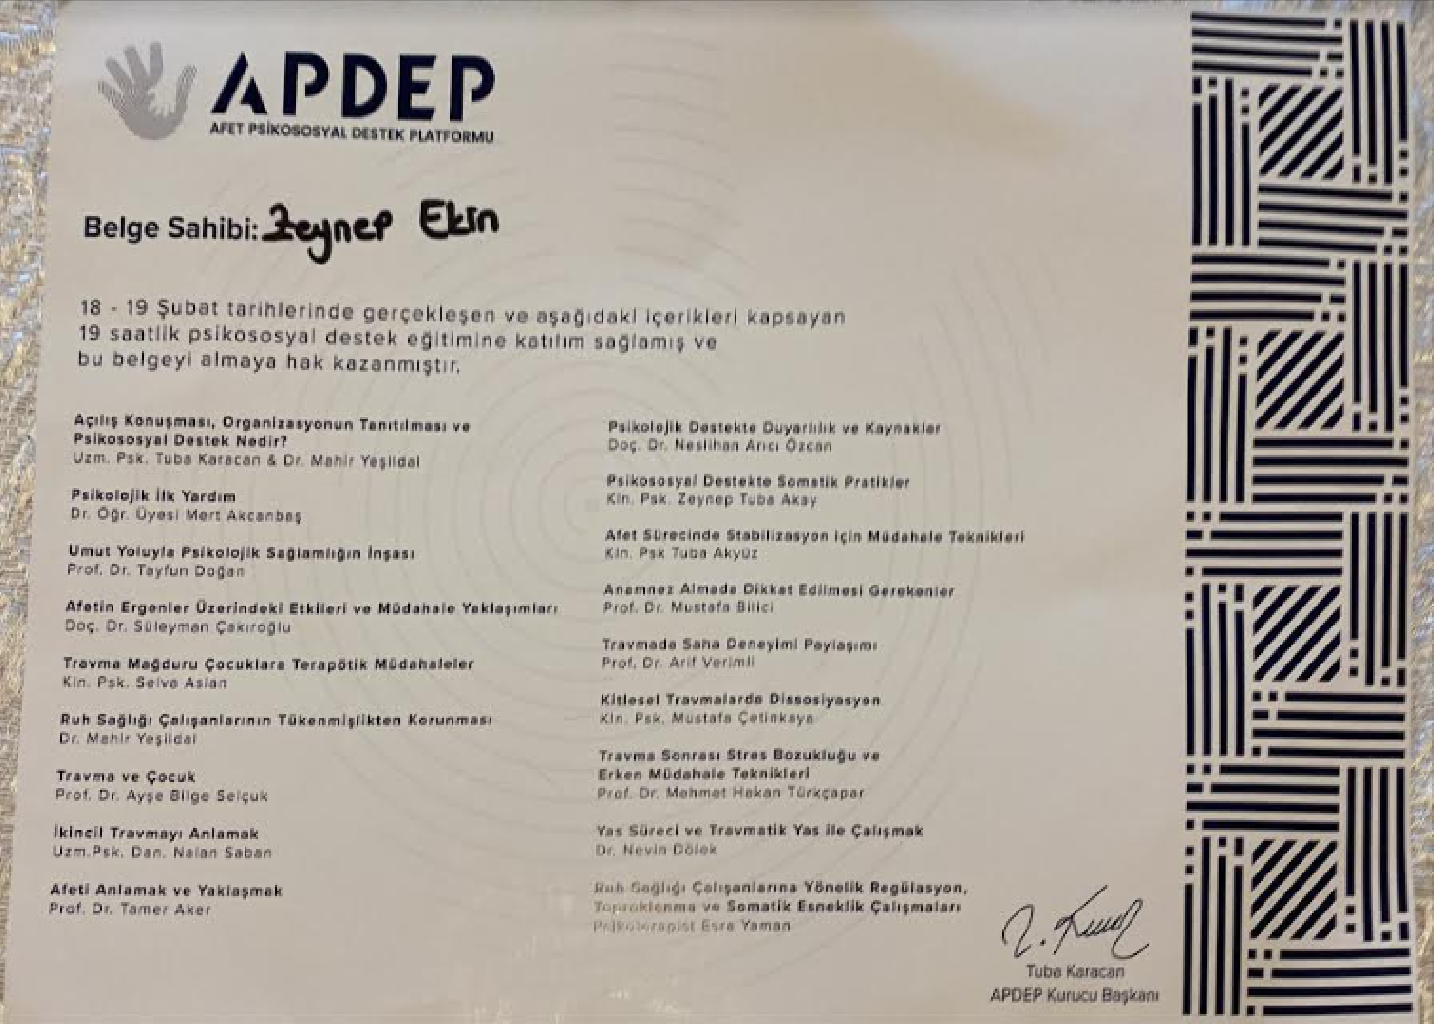 APDEP
AFET PSİKOSOSYAL DESTEK PLATFORMU
Belge Sahibi: Zeynep Ekin
18 - 19 Şubat tarihlerinde gerçekleşen ve aşağıdaki içerikleri kapsayan
19 saatlik psikososyal destek eğitimine katılım sağlamış ve
bu belgeyi almaya hak kazanmıştır.
Açılış Konuşması, Organizasyonun Tanıtılması ve
Psikososyal Destek Nedir?
Uzm. Psk. Tuba Karacan & Dr. Mahir Yeşildal
Psikolojik İlk Yardım
Dr. Öğr. Üyesi Mert Akcanbaş
Umut Yoluyla Psikolojik Sağlamlığın İnşası
Prof. Dr. Tayfun Doğan
Afetin Ergenler Üzerindeki Etkileri ve Müdahale Yaklaşımları
Doç. Dr. Süleyman Çakıroğlu
Travma Mağduru Çocuklara Terapötik Müdahaleler
Kln. Psk. Selva Aslan
Ruh Sağlığı Çalışanlarının Tükenmişlikten Korunması
Dr. Mahir Yeşildal
Travma ve Çocuk
Prof. Dr. Ayşe Bilge Selçuk
İkincil Travmayı Anlamak
Uzm.Psk. Dan. Nalan Saban
Afeti Anlamak ve Yaklaşmak
Prof. Dr. Tamer Aker
Psikolojik Destekte Duyarlılık ve Kaynaklar
Doç. Dr. Neslihan Arıcı Özcan
Psikososyal Destekte Somatik Pratikler
Kln. Psk. Zeynep Tuba Akay
Afet Sürecinde Stabilizasyon için Müdahale Teknikleri
Kln. Psk Tuba Akyüz
Anamnez Almada Dikkat Edilmesi Gerekenler
Prof. Dr. Mustafa Bilici
Travmada Saha Deneyimi Paylaşımı
Prof. Dr. Arif Verimli
Kitlesel Travmalarda Dissosiyasyon
Kln. Psk. Mustafa Çetinkaya
Travma Sonrası Stres Bozukluğu ve
Erken Müdahale Teknikleri
Prof. Dr. Mehmet Hakan Türkçapar
Yas Süreci ve Travmatik Yas ile Çalışmak
Dr. Nevin Dölek
Ruh Sağlığı Çalışanlarına Yönelik Regülasyon,
Topraklanma ve Somatik Esneklik Çalışmaları
Psikoterapist Esra Yaman
Tuba Karacan
APDEP Kurucu Başkanı